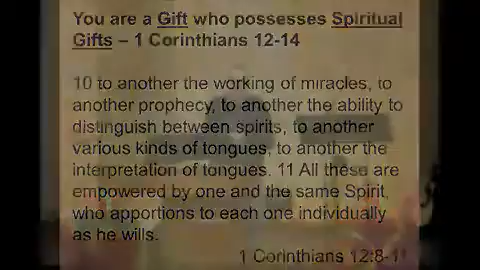 You are a Gift who possesses Spiritual
Gifts – 1 Corinthians 12-14
10 to another the working of miracles, to
another prophecy, to another the ability to
distinguish between spirits, to another
various kinds of tongues, to another the
interpretation of tongues. 11 All these are
empowered by one and the same Spirit,
who apportions to each one individually
as he wills.
1 Corinthians 12:8-11